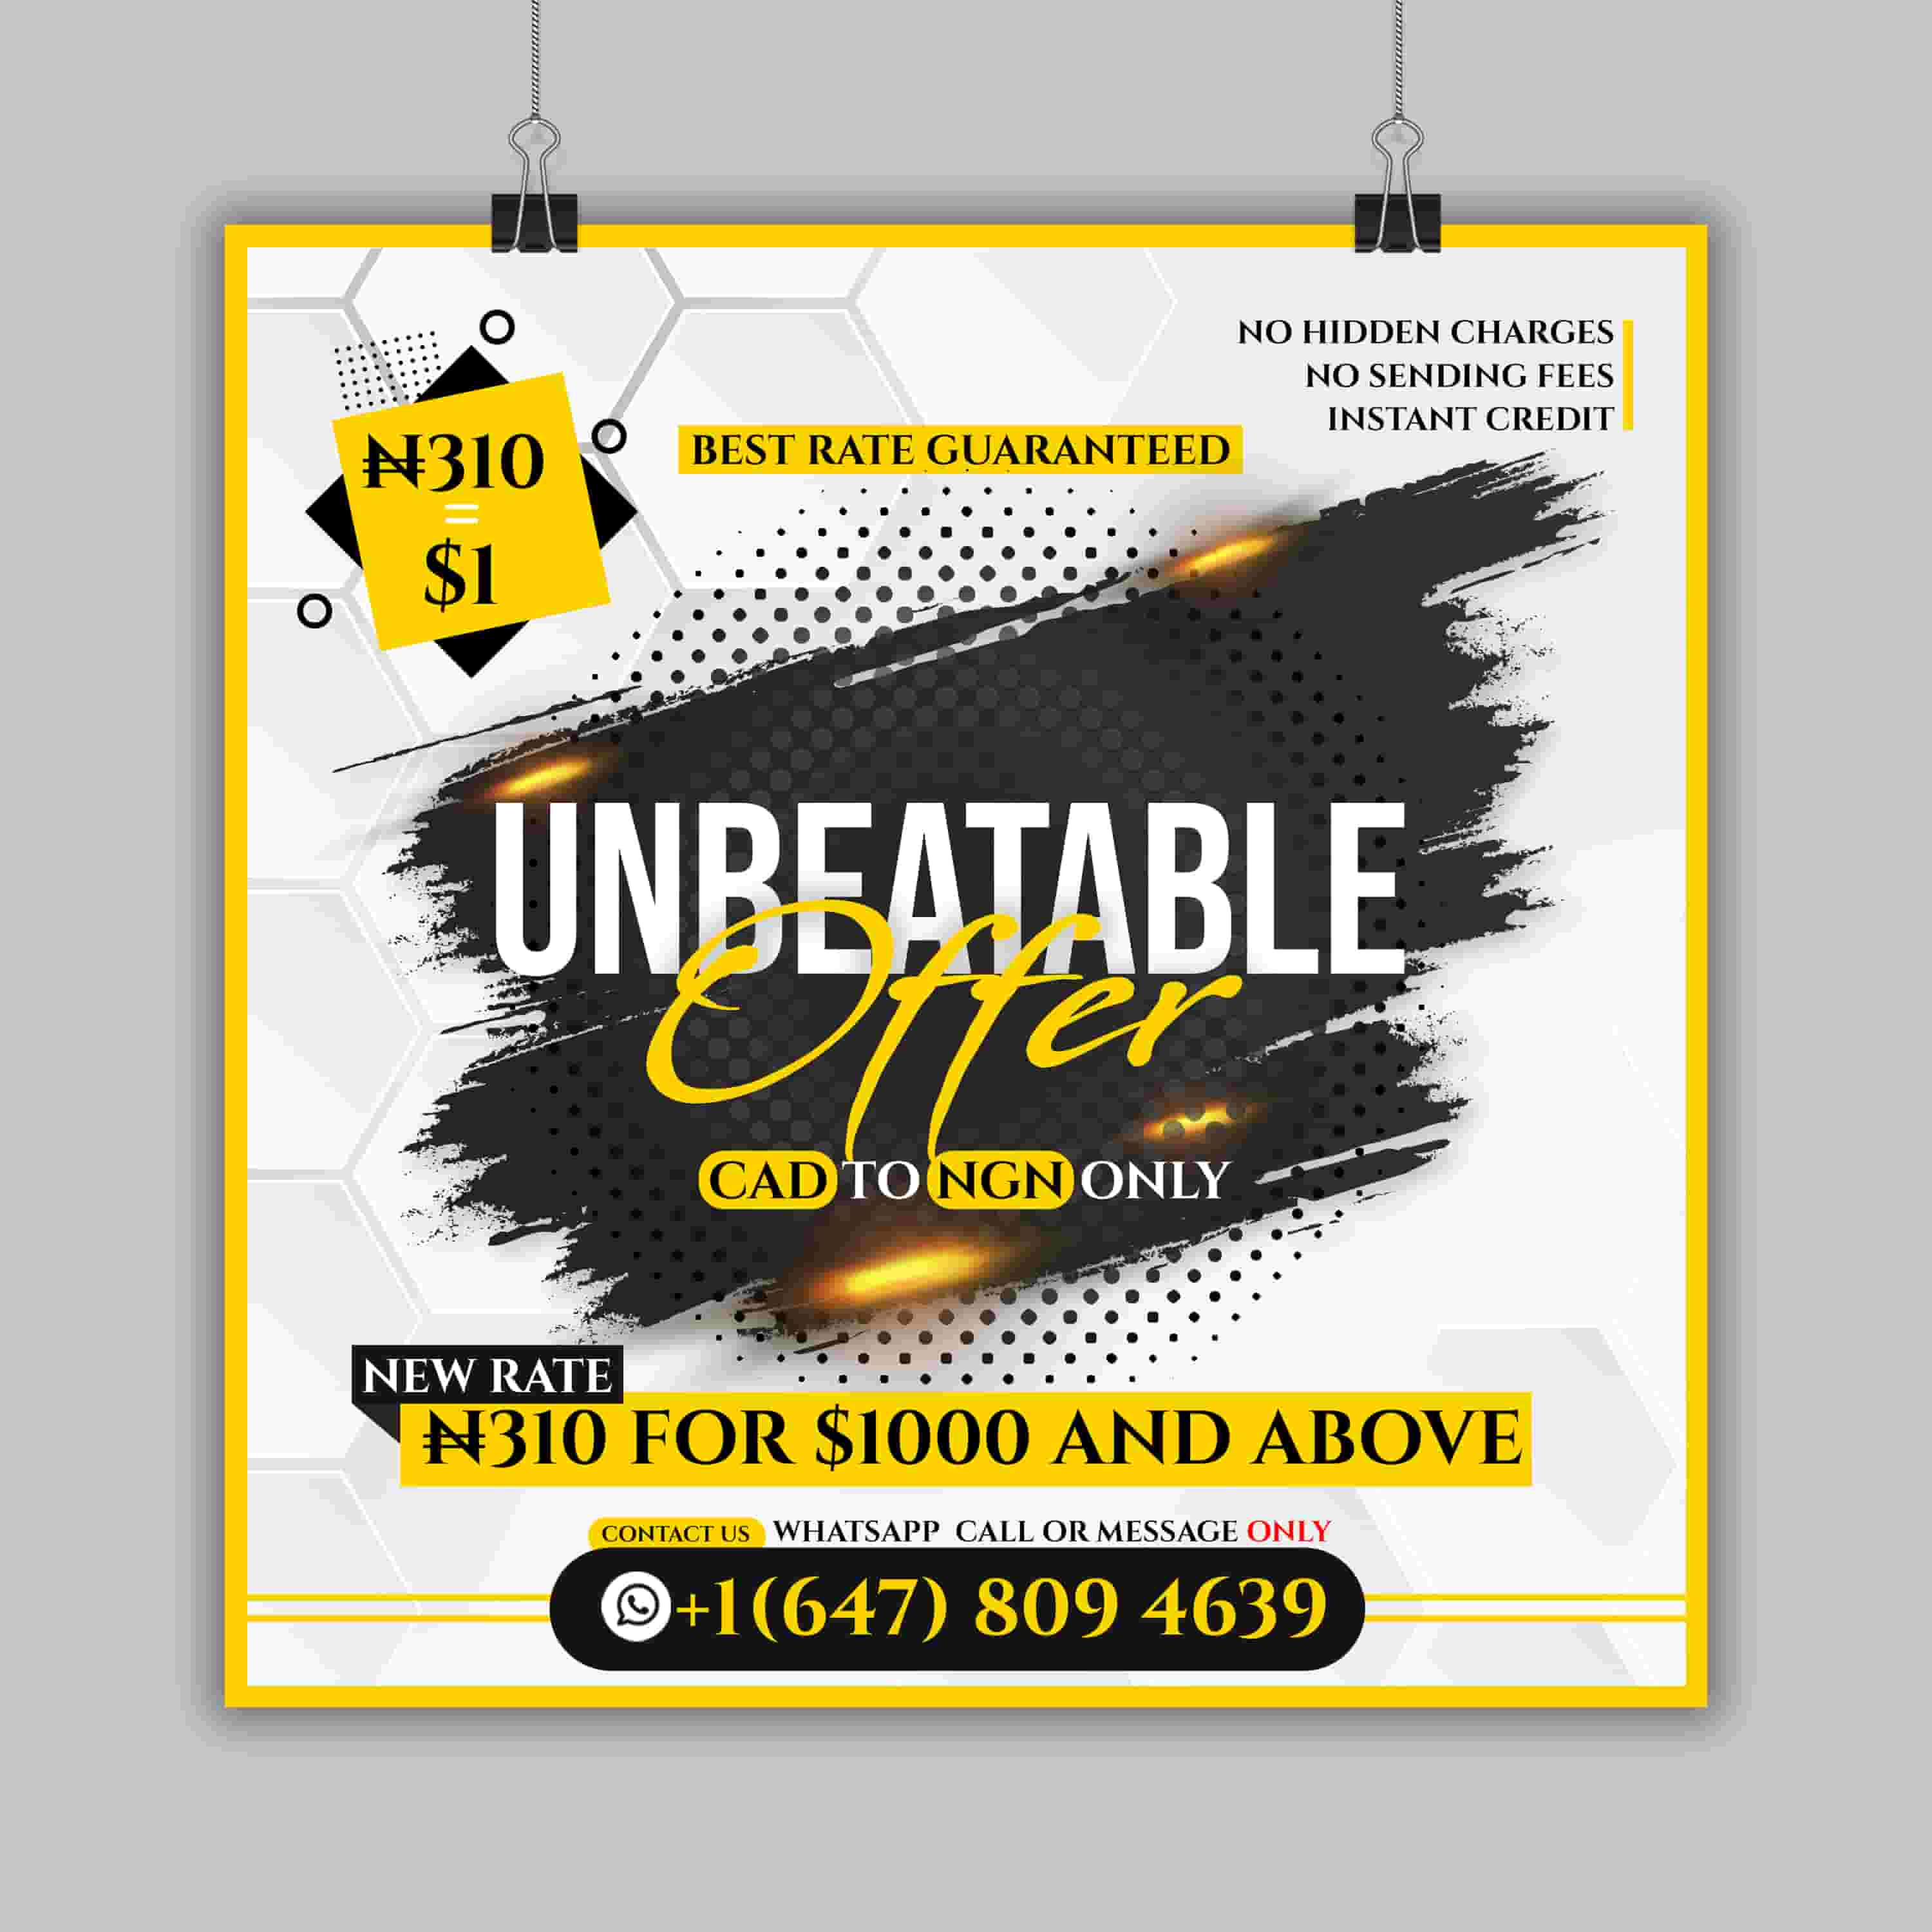 NO HIDDEN CHARGES
NO SENDING FEES
INSTANT CREDIT
₦310
=
$1
BEST RATE GUARANTEED
UNBEATABLE
Offer
CAD TO NGN ONLY
NEW RATE
₦310 FOR $1000 AND ABOVE
CONTACT US WHATSAPP CALL OR MESSAGE ONLY
+1(647) 809 4639